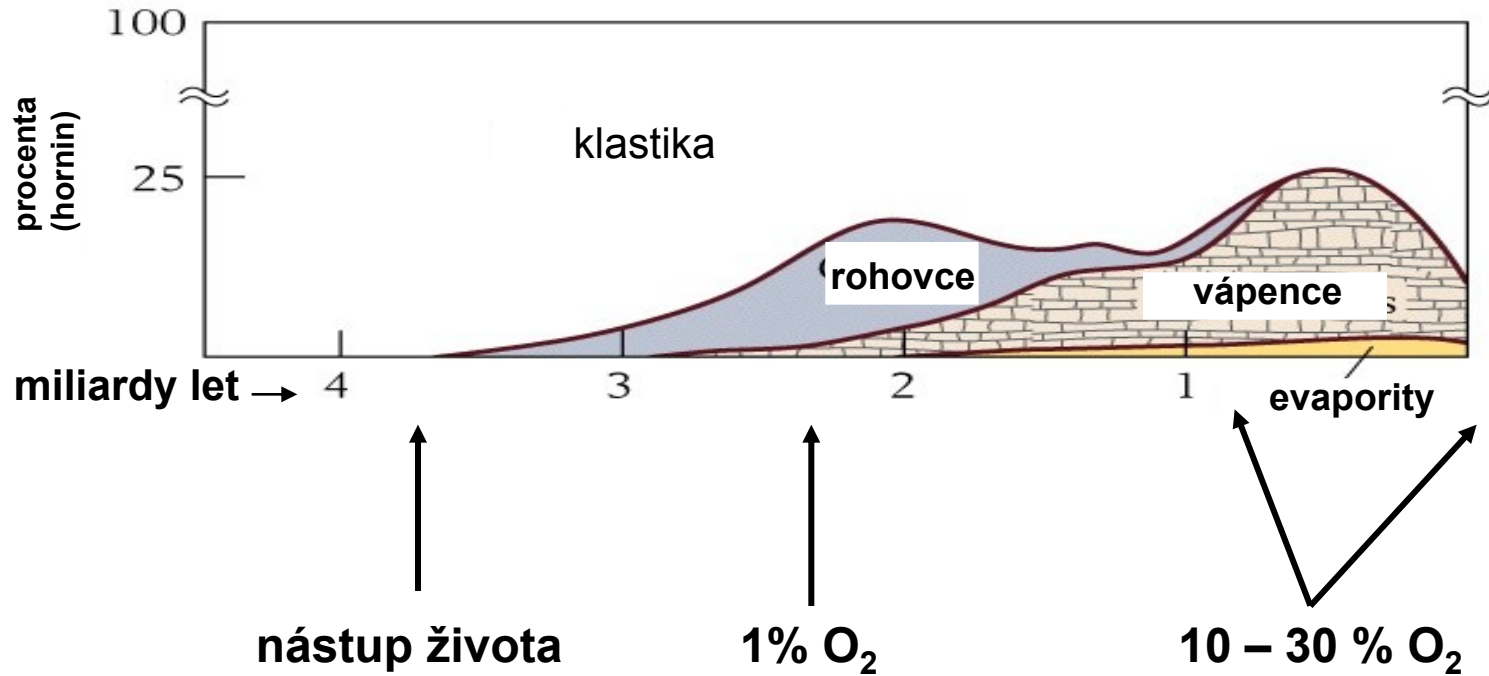 100
procenta
(hornin)
25
klastika
rohovce
vápence
s
miliardy let → 4 3 2 1
evapority
nástup života
1% O₂
10 – 30 % O₂